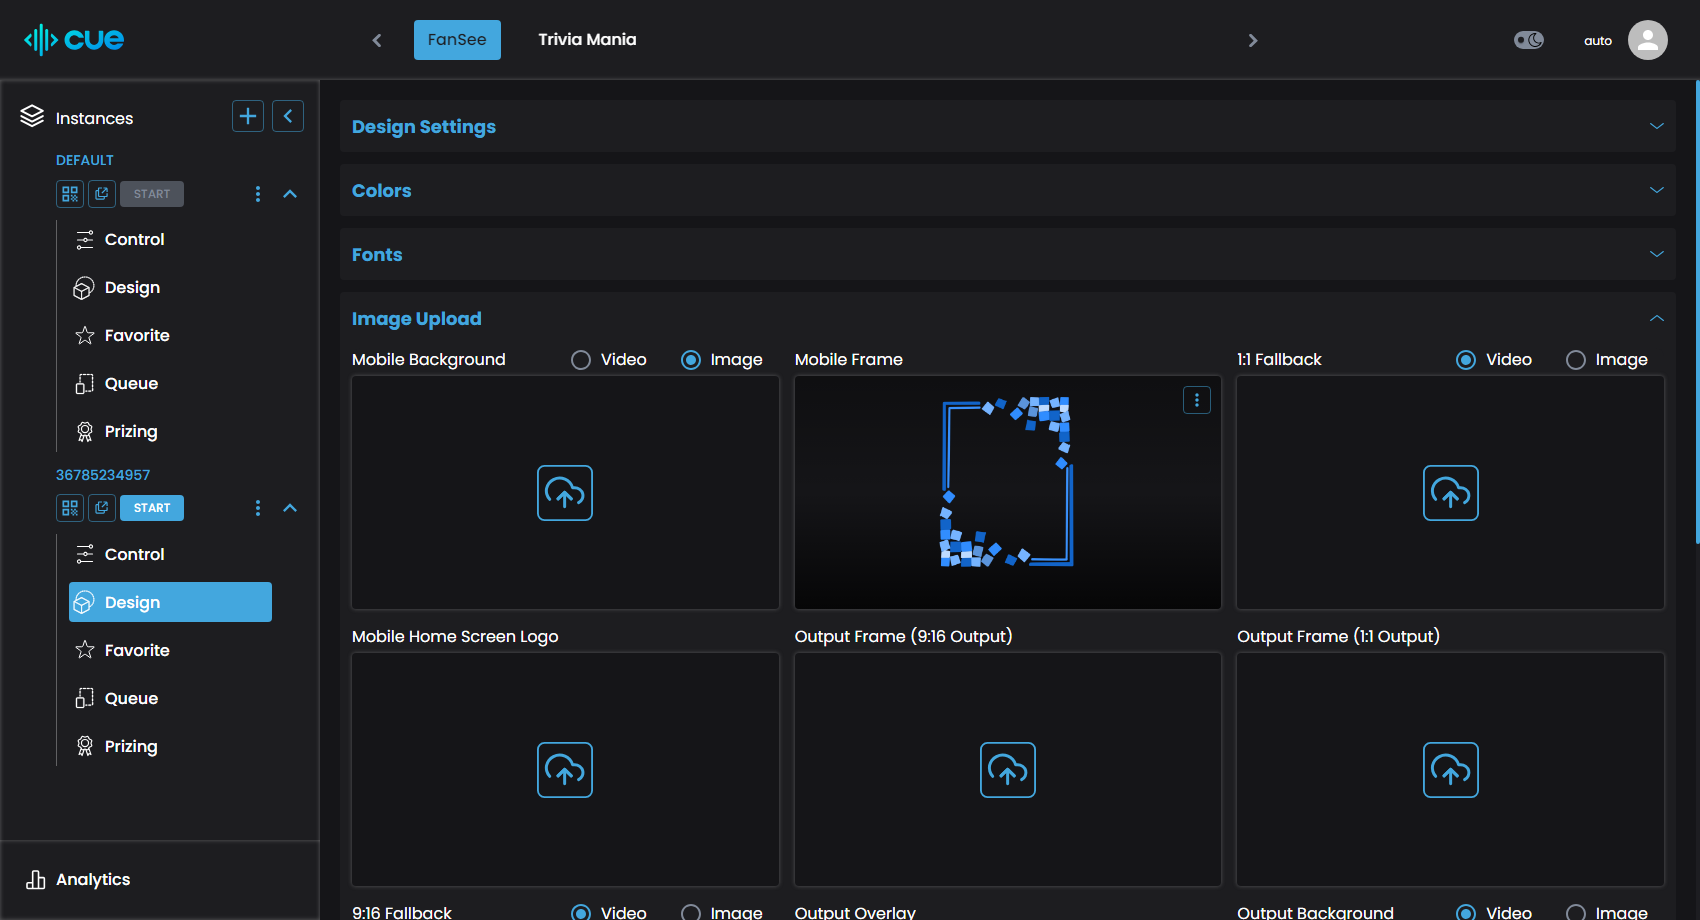 cue
FanSee
Trivia Mania
auto
Instances
DEFAULT
START
Control
Design
Favorite
Queue
Prizing
36785234957
START
Control
Design
Favorite
Queue
Prizing
Analytics
Design Settings
Colors
Fonts
Image Upload
Mobile Background Video Image
Mobile Frame
1:1 Fallback Video Image
Mobile Home Screen Logo
Output Frame (9:16 Output)
Output Frame (1:1 Output)
9:16 Fallback Video Image
Output Overlay
Output Background Video Image